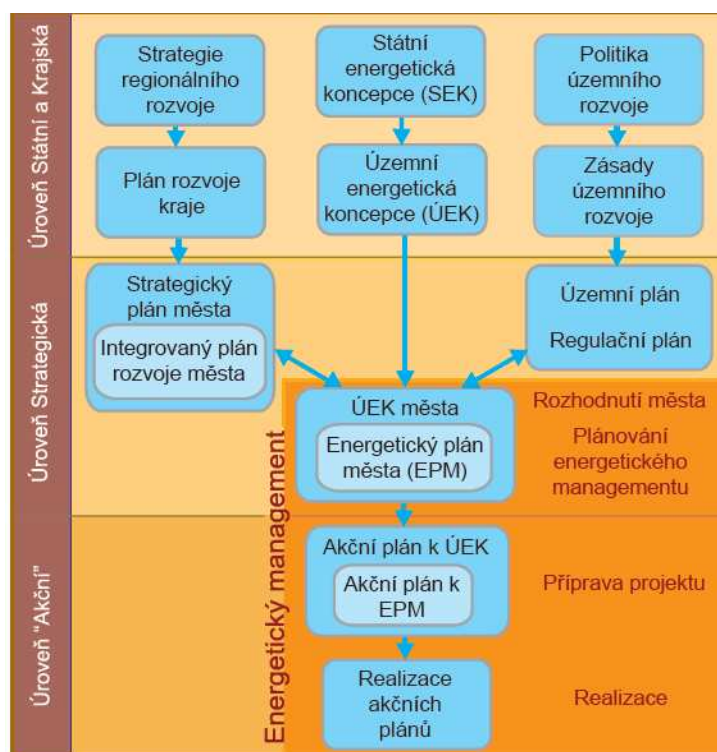 Úroveň Státní a Krajská
Strategie
regionálního
rozvoje
Státní
energetická
koncepce (SEK)
Politika
územního
rozvoje
Plán rozvoje
kraje
Územní
energetická
koncepce (ÚEK)
Zásady
územního
rozvoje
Úroveň Strategická
Strategický
plán města
Integrovaný plán
rozvoje města
Územní plán
Regulační plán
Energetický management
ÚEK města
Energetický plán
města (EPM)
Rozhodnutí města
Plánování
energetického
managementu
Úroveň "Akční"
Akční plán k ÚEK
Akční plán k
EPM
Příprava projektu
Realizace
akčních
plánů
Realizace